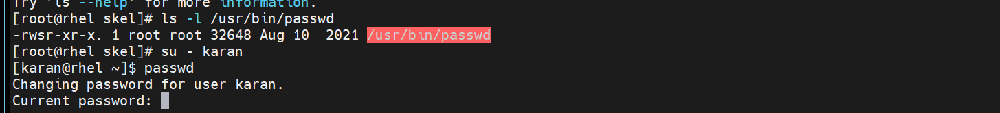 Try 'ls --help' for more information.
[root@rhel skel]# ls -l /usr/bin/passwd
-rwsr-xr-x. 1 root root 32648 Aug 10  2021 /usr/bin/passwd
[root@rhel skel]# su - karan
[karan@rhel ~]$ passwd
Changing password for user karan.
Current password: